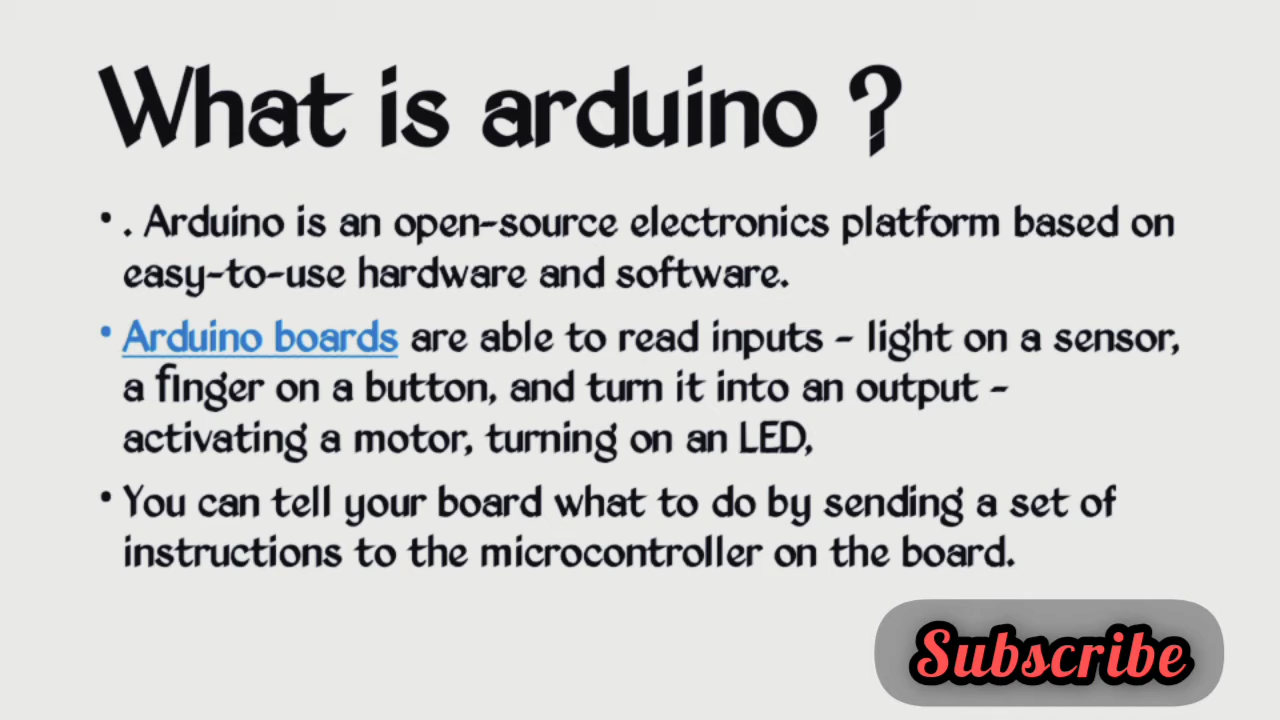 What is arduino ?
• . Arduino is an open-source electronics platform based on
easy-to-use hardware and software.
• Arduino boards are able to read inputs - light on a sensor,
a finger on a button, and turn it into an output -
activating a motor, turning on an LED,
• You can tell your board what to do by sending a set of
instructions to the microcontroller on the board.
Subscribe